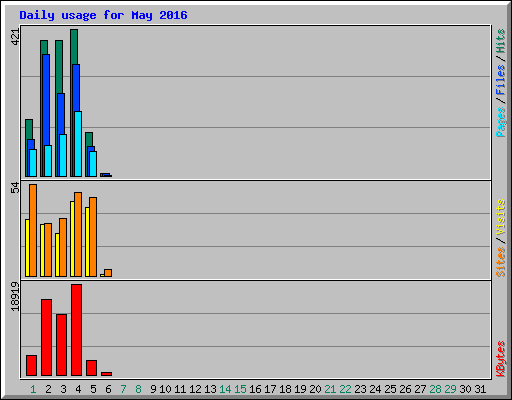 Daily usage for May 2016
421
Pages / Files / Hits
54
Sites / Visits
18919
KBytes
1 2 3 4 5 6 7 8 9 10 11 12 13 14 15 16 17 18 19 20 21 22 23 24 25 26 27 28 29 30 31